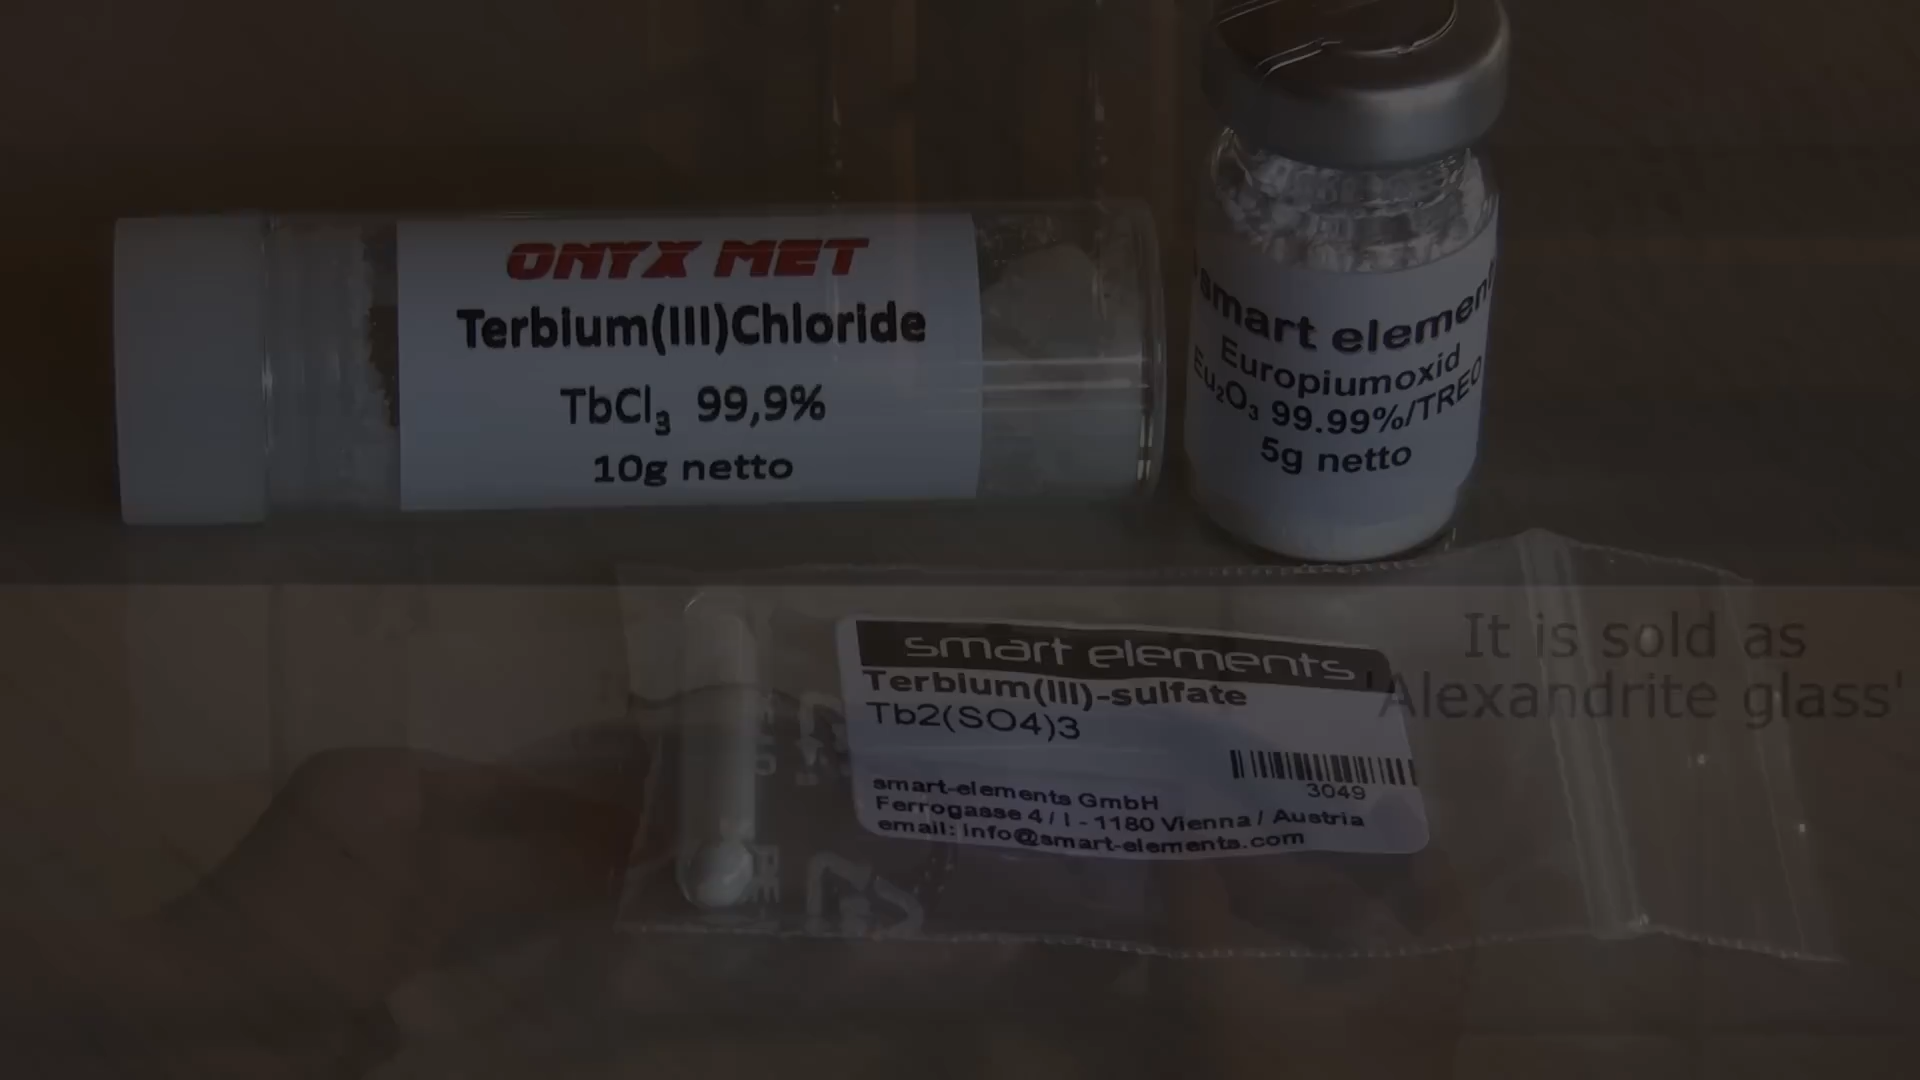 ONYX MET
Terbium(III)Chloride
TbCl₃ 99,9%
10g netto
smart element
Europiumoxid
Eu₂O₃ 99.99%/TREO
5g netto
It is sold as
'Alexandrite glass'
smart elements
Terbium(III)-sulfate
Tb2(SO4)3
3049
smart-elements GmbH
Ferrogasse 4 / I - 1180 Vienna / Austria
email: info@smart-elements.com